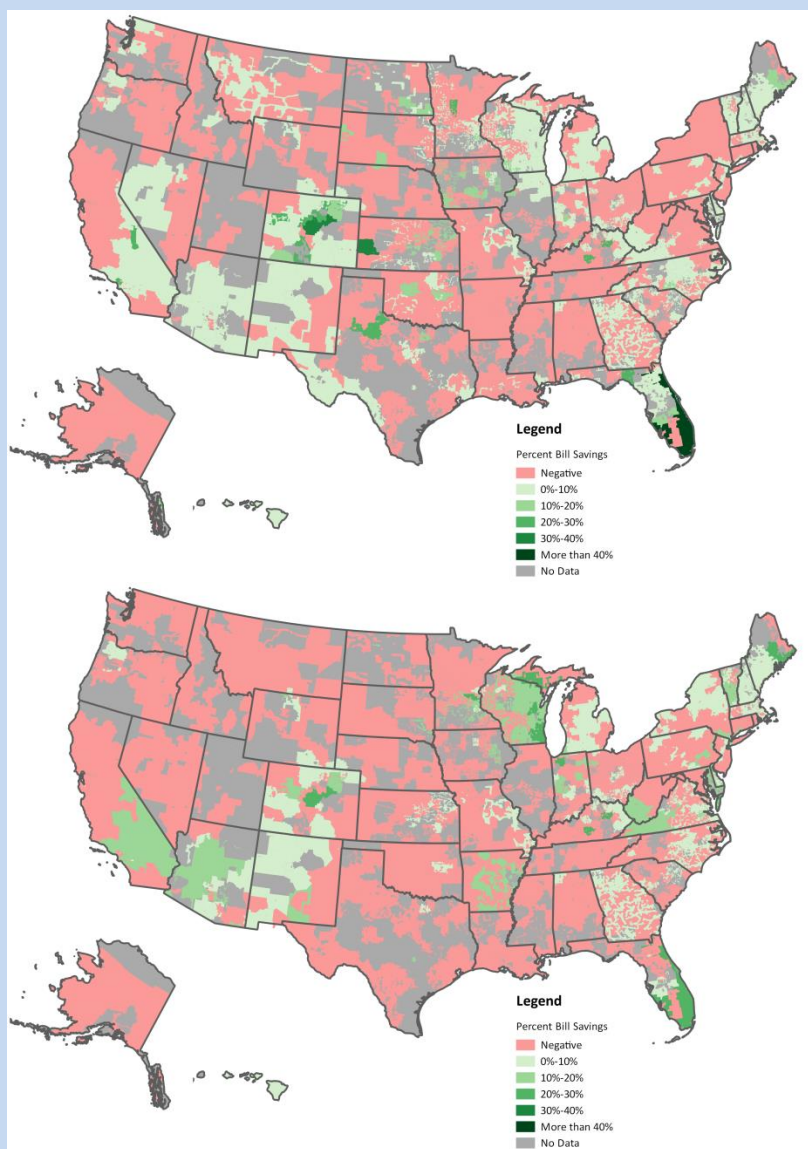 Legend
Percent Bill Savings
Negative
0%-10%
10%-20%
20%-30%
30%-40%
More than 40%
No Data
Legend
Percent Bill Savings
Negative
0%-10%
10%-20%
20%-30%
30%-40%
More than 40%
No Data